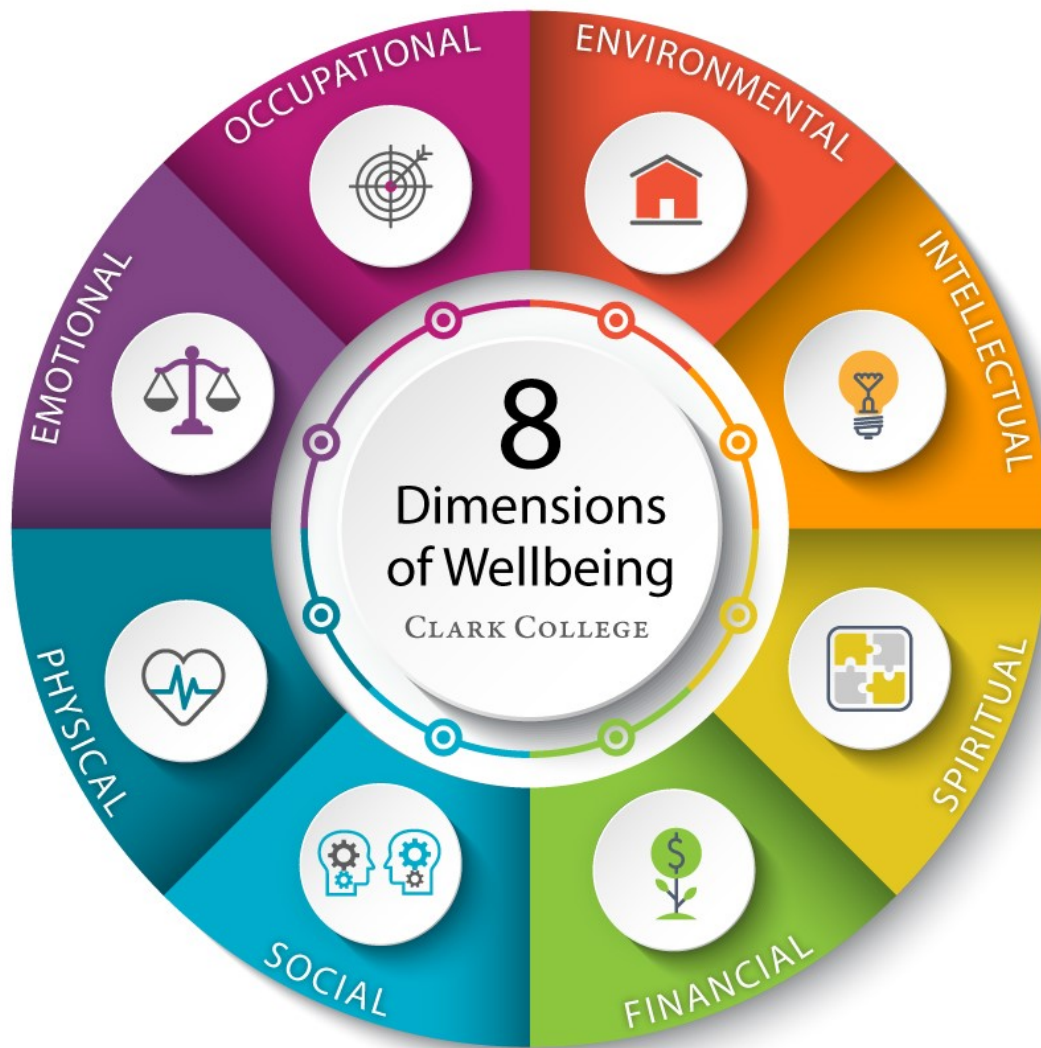 OCCUPATIONAL
ENVIRONMENTAL
INTELLECTUAL
SPIRITUAL
FINANCIAL
SOCIAL
PHYSICAL
EMOTIONAL
8
Dimensions
of Wellbeing
CLARK COLLEGE
$